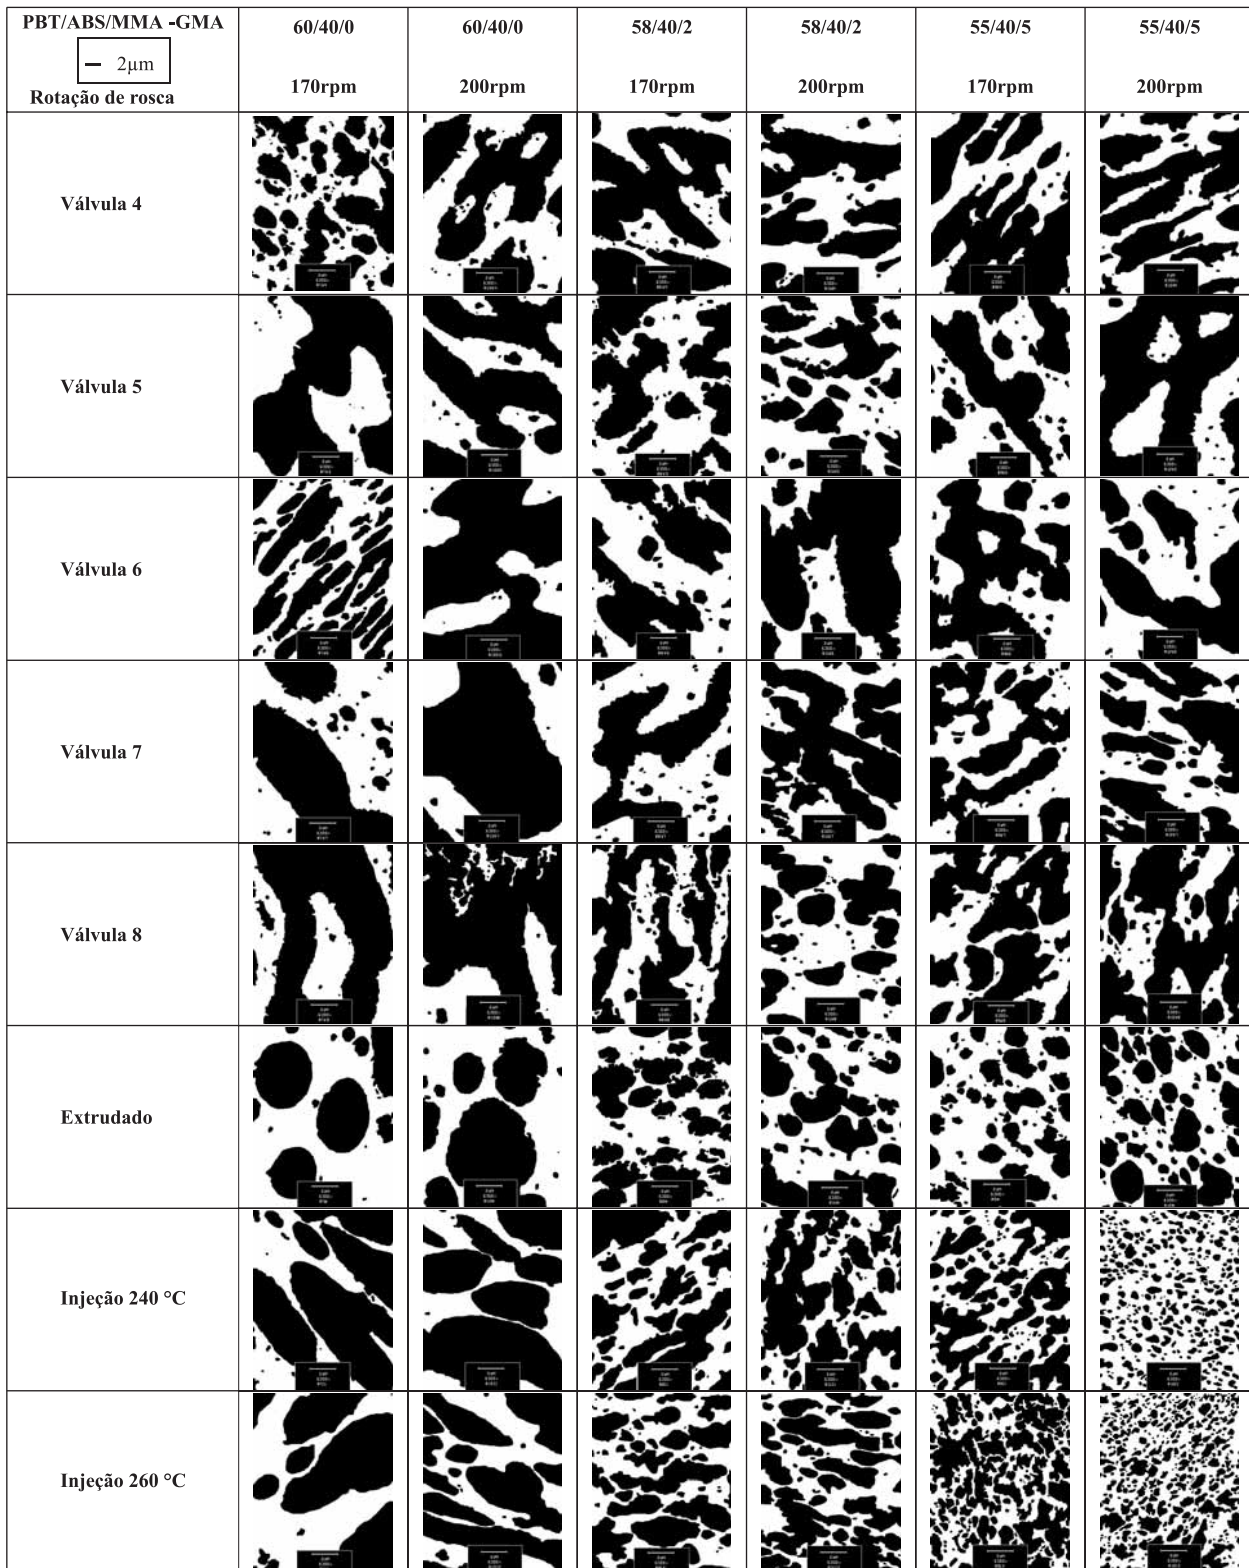 PBT/ABS/MMA -GMA
2µm
Rotação de rosca
60/40/0
170rpm
60/40/0
200rpm
58/40/2
170rpm
58/40/2
200rpm
55/40/5
170rpm
55/40/5
200rpm
Válvula 4
Válvula 5
Válvula 6
Válvula 7
Válvula 8
Extrudado
Injeção 240 °C
Injeção 260 °C